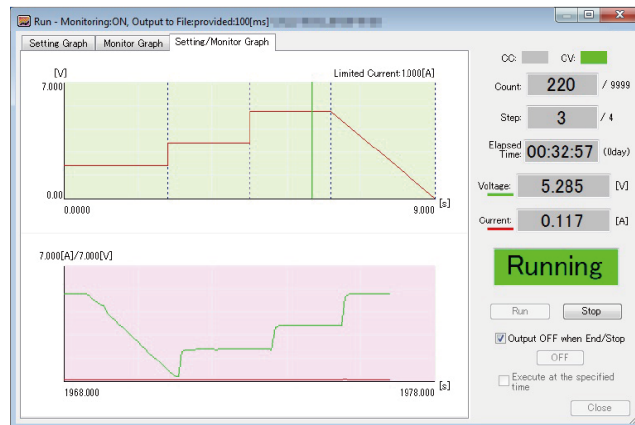 Run - Monitoring:ON, Output to File:provided:100[ms]
Setting Graph Monitor Graph Setting/Monitor Graph
[V] Limited Current:1.000[A]
7.000
0.00
0.0000 9.000 [s]
7.000[A]/7.000[V]
1968.000 1978.000 [s]
CC: CV:
Count: 220 / 9999
Step: 3 / 4
Elapsed Time: 00:32:57 (0day)
Voltage: 5.285 [V]
Current: 0.117 [A]
Running
Run Stop
Output OFF when End/Stop
OFF
Execute at the specified
time
Close